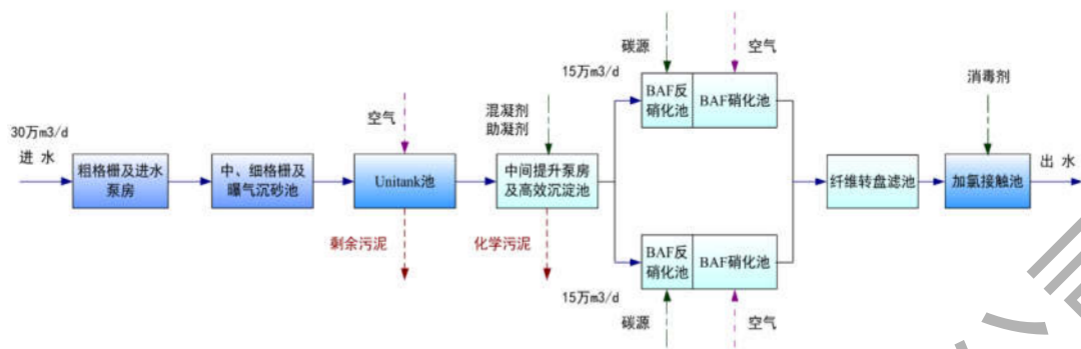 碳源
空气
15万m3/d
BAF反
硝化池
BAF硝化池
消毒剂
空气
混凝剂
助凝剂
30万m3/d
进 水
粗格栅及进水
泵房
中、细格栅及
曝气沉砂池
Unitank池
中间提升泵房
及高效沉淀池
纤维转盘滤池
加氯接触池
出 水
剩余污泥
化学污泥
BAF反
硝化池
BAF硝化池
15万m3/d
碳源
空气